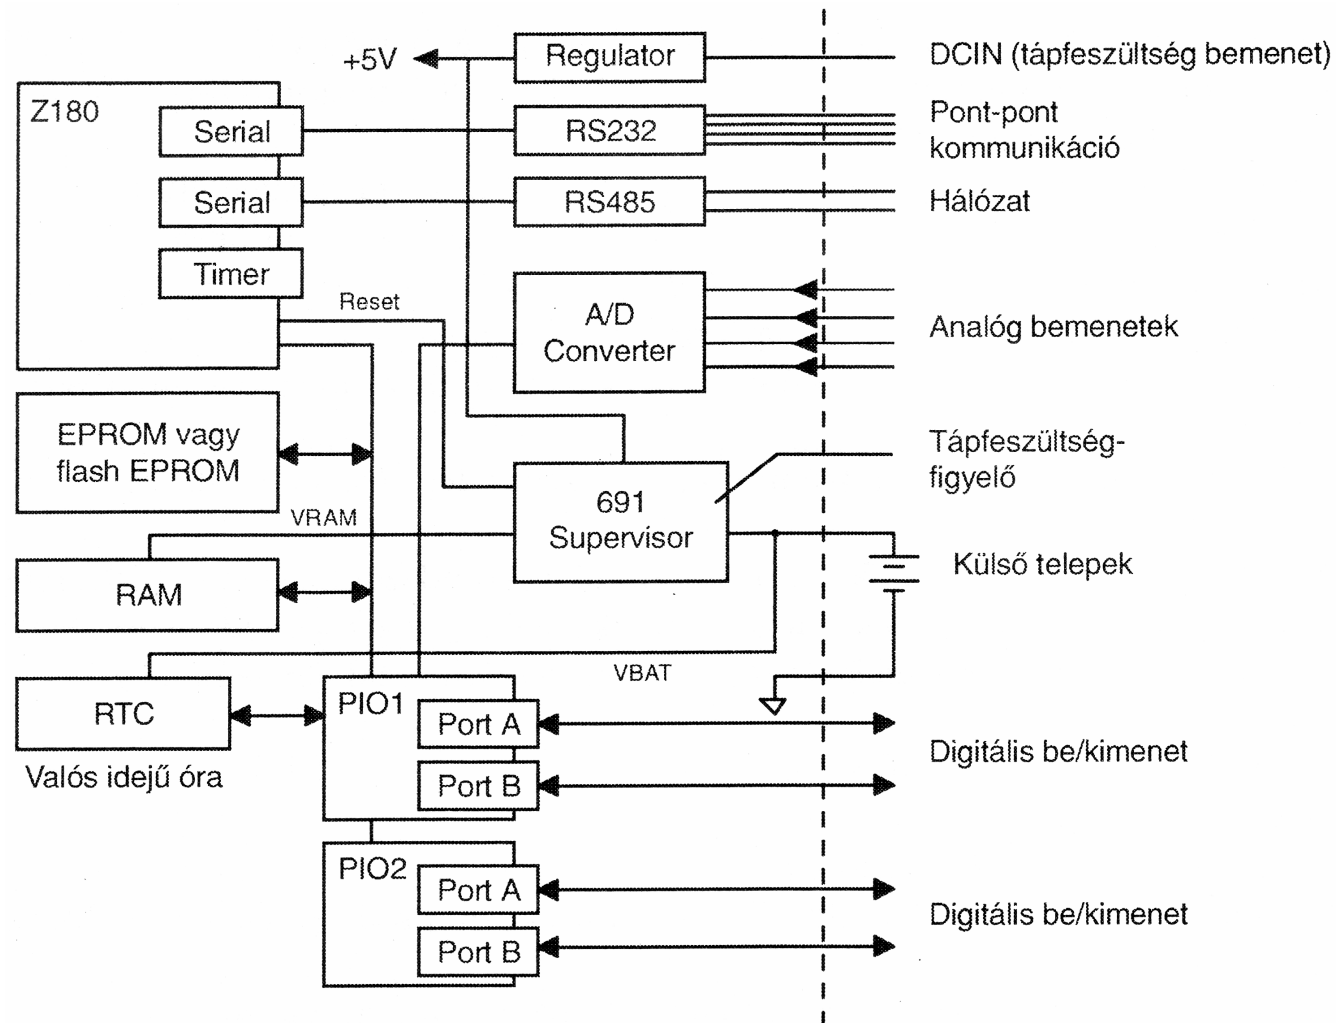 +5V
Regulator
DCIN (tápfeszültség bemenet)
Z180
Serial
RS232
Pont-pont
kommunikáció
Serial
RS485
Hálózat
Timer
Reset
A/D
Converter
Analóg bemenetek
EPROM vagy
flash EPROM
Tápfeszültség-
figyelő
691
Supervisor
VRAM
RAM
Külső telepek
VBAT
RTC
Valós idejű óra
PIO1
Port A
Port B
Digitális be/kimenet
PIO2
Port A
Port B
Digitális be/kimenet